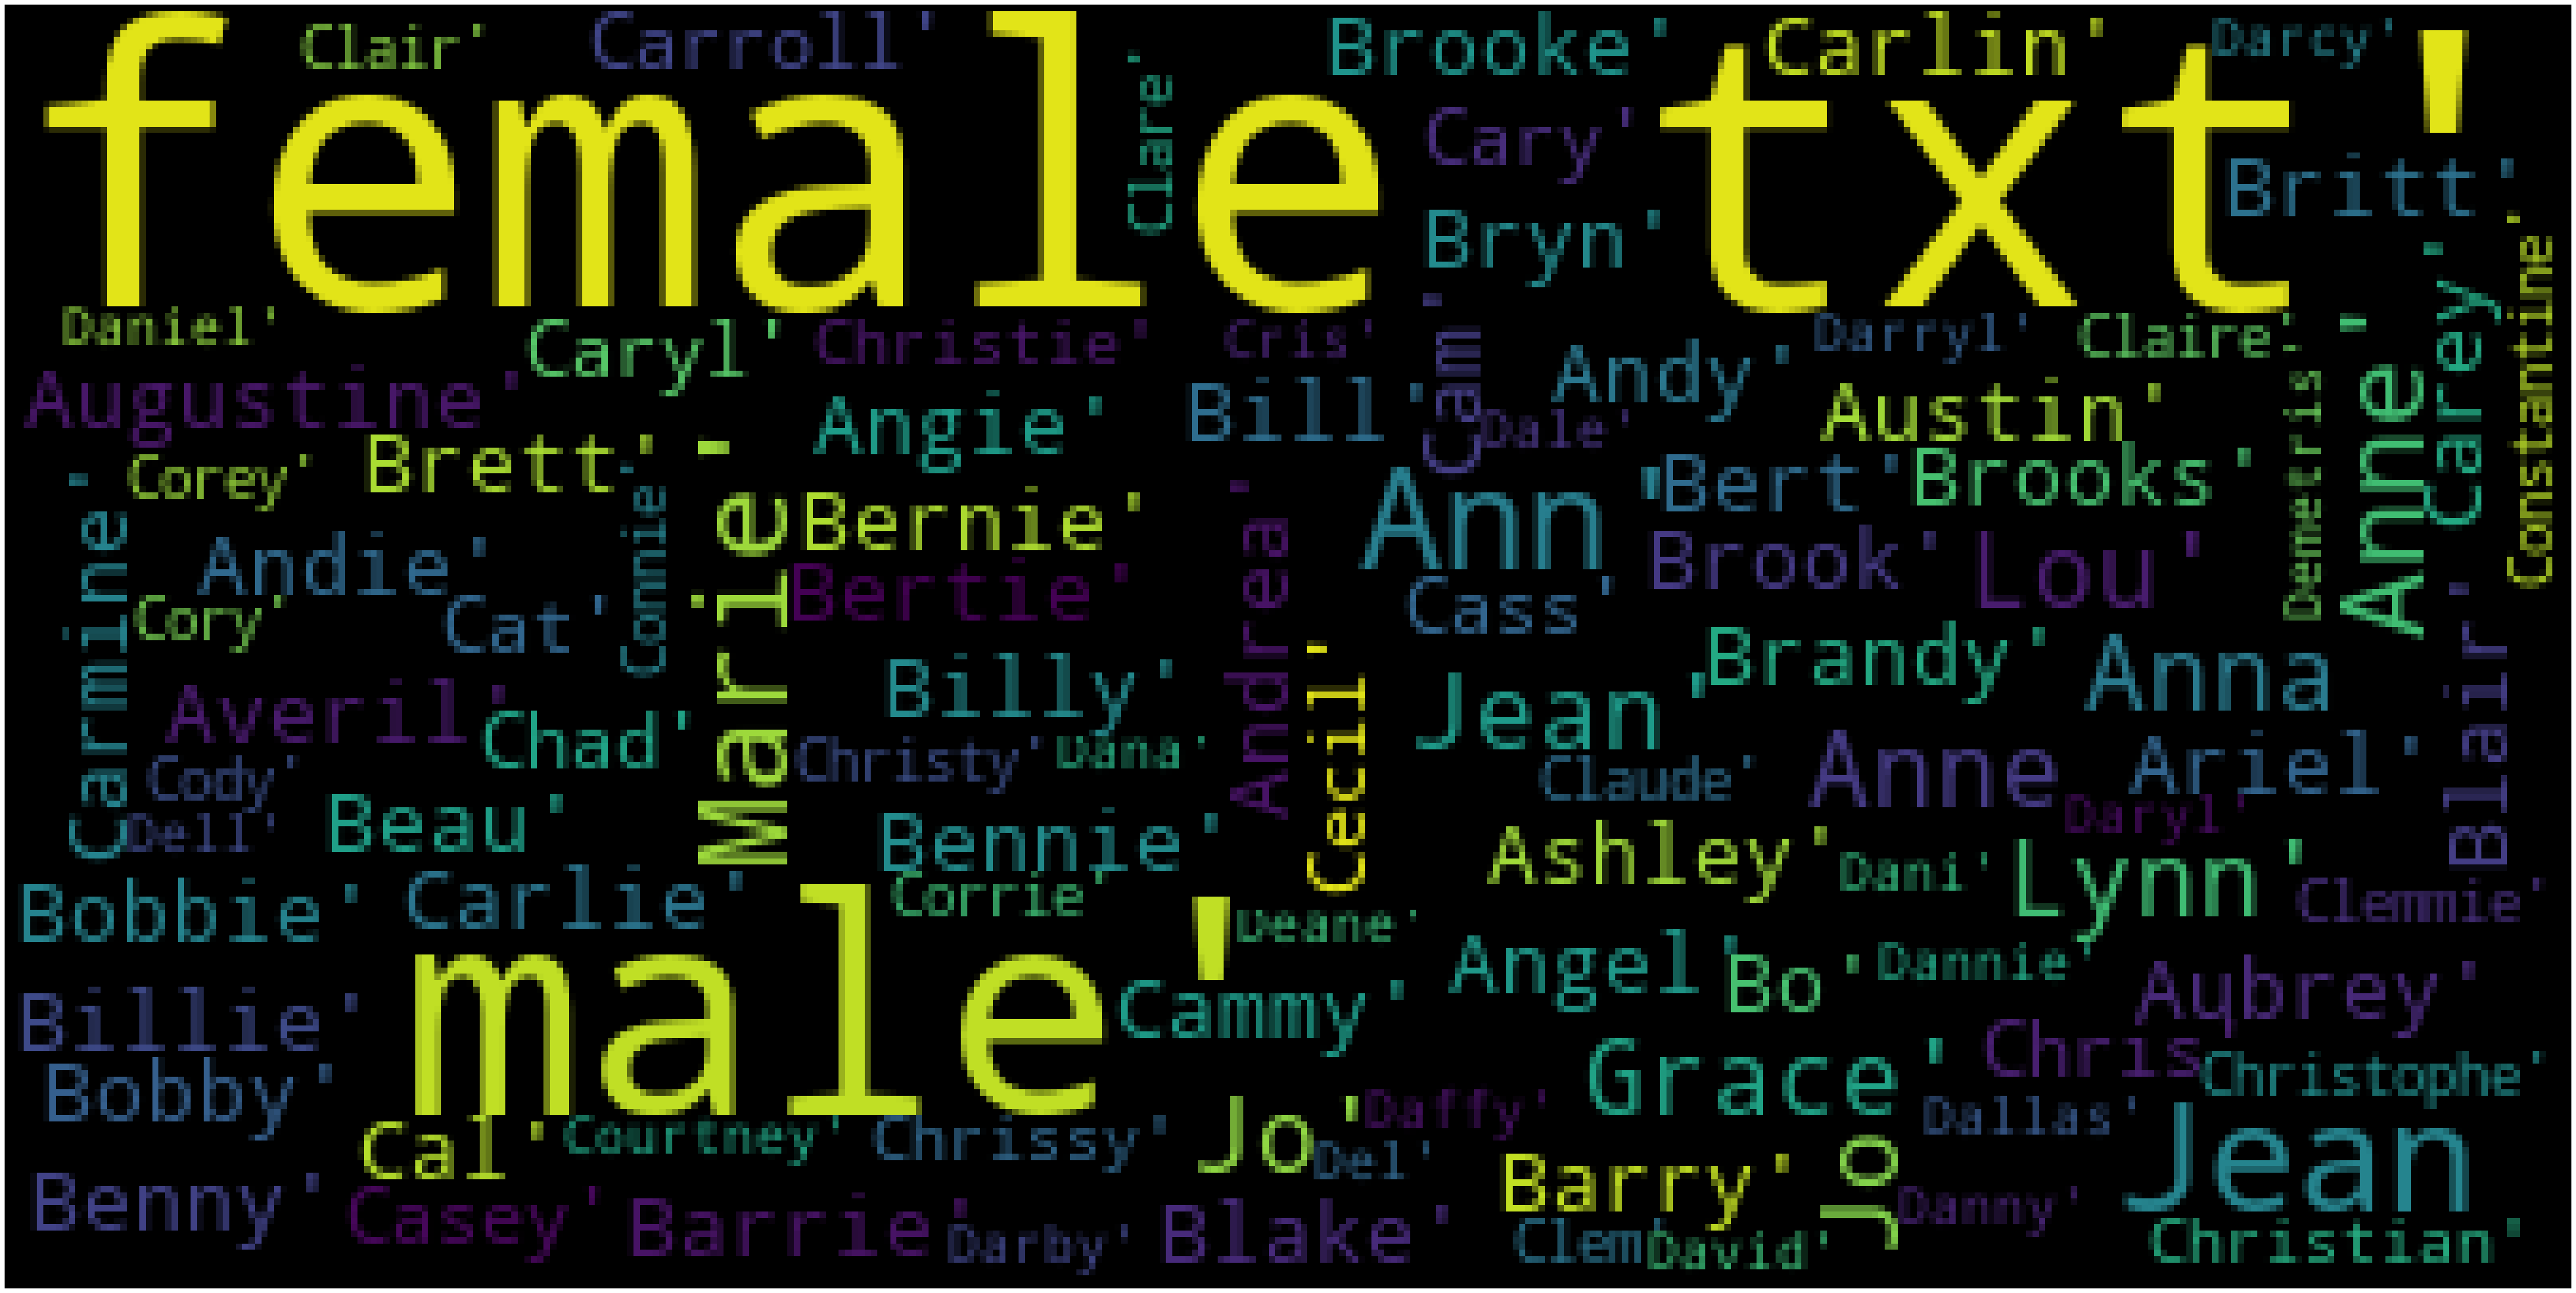 female txt'
Clair'
Carroll'
Clare'
Brooke'
Carlin'
Darcy'
Cary'
Britt'
Bryn'
Constantine'
Daniel'
Caryl'
Christie'
Cris'
Cam'
Andy'
Darryl'
Claire'
Demetris'
Anne'
Carey'
Augustine'
Angie'
Bill'
Dale'
Austin'
Corey'
Brett'
Marie'
Bernie'
Ann'
Bert'
Brooks'
Carmine'
Andie'
Connie'
Bertie'
Andrea'
Brook'
Lou'
Cory'
Cat'
Cass'
Cecil'
Brandy'
Anna
Blair'
Averil'
Chad'
Billy'
Jean'
Christy'
Dana'
Cody'
Claude'
Anne
Ariel'
Dell'
Beau'
Bennie'
Daryl'
Ashley'
Dani'
Lynn'
Clemmie'
Bobbie'
Carlie'
Corrie'
Deane'
male'
Angel'
Bo'
Dannie'
Aubrey'
Billie'
Cammy'
Chris
Christophe'
Bobby'
Grace'
Cal'
Courtney'
Chrissy'
Jo'
Daffy'
Del'
Dallas'
Jean
Benny'
Casey'
Barrie'
Darby'
Blake'
Barry'
Jo
Danny'
Clem'
David'
Christian'